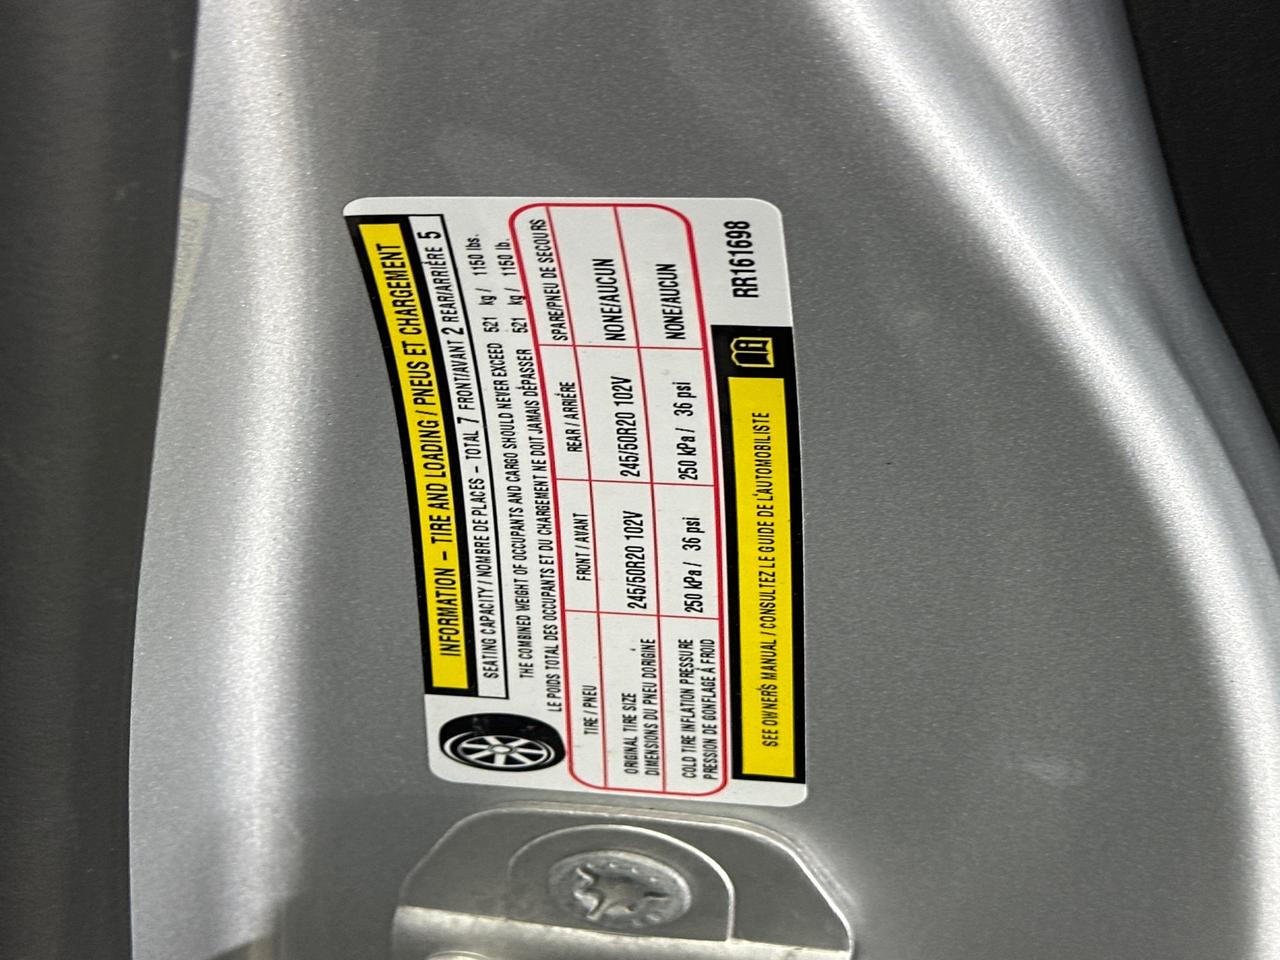 INFORMATION – TIRE AND LOADING / PNEUS ET CHARGEMENT
SEATING CAPACITY / NOMBRE DE PLACES – TOTAL 7 FRONT/AVANT 2 REAR/ARRIÈRE 5
THE COMBINED WEIGHT OF OCCUPANTS AND CARGO SHOULD NEVER EXCEED 521 kg / 1150 lbs.
LE POIDS TOTAL DES OCCUPANTS ET DU CHARGEMENT NE DOIT JAMAIS DÉPASSER 521 kg / 1150 lb.
TIRE / PNEU FRONT / AVANT REAR / ARRIÉRE SPARE/PNEU DE SECOURS
ORIGINAL TIRE SIZE
DIMENSIONS DU PNEU DORIGINE 245/50R20 102V 245/50R20 102V NONE/AUCUN
COLD TIRE INFLATION PRESSURE
PRESSION DE GONFLAGE À FROID 250 kPa / 36 psi 250 kPa / 36 psi NONE/AUCUN
SEE OWNER'S MANUAL / CONSULTEZ LE GUIDE DE L'AUTOMOBILISTE
RR161698